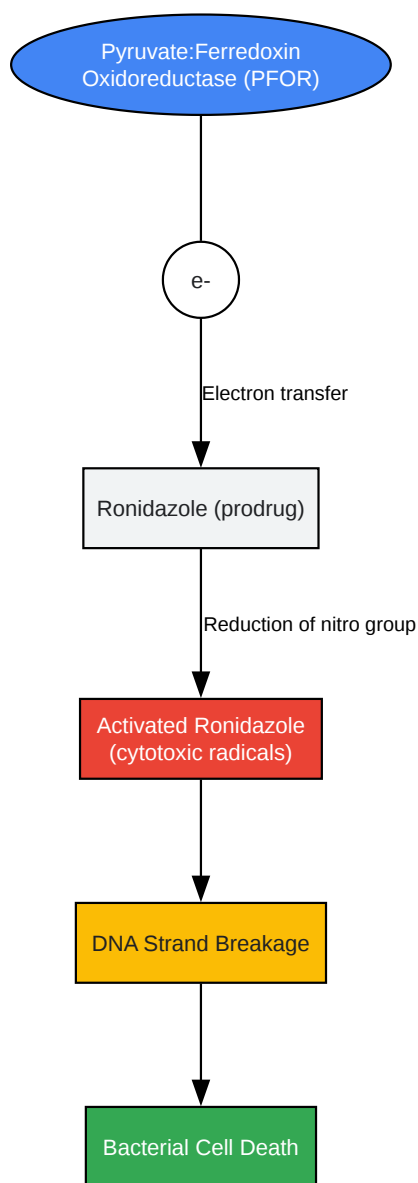 Pyruvate:Ferredoxin
Oxidoreductase (PFOR)
e-
Electron transfer
Ronidazole (prodrug)
Reduction of nitro group
Activated Ronidazole
(cytotoxic radicals)
DNA Strand Breakage
Bacterial Cell Death